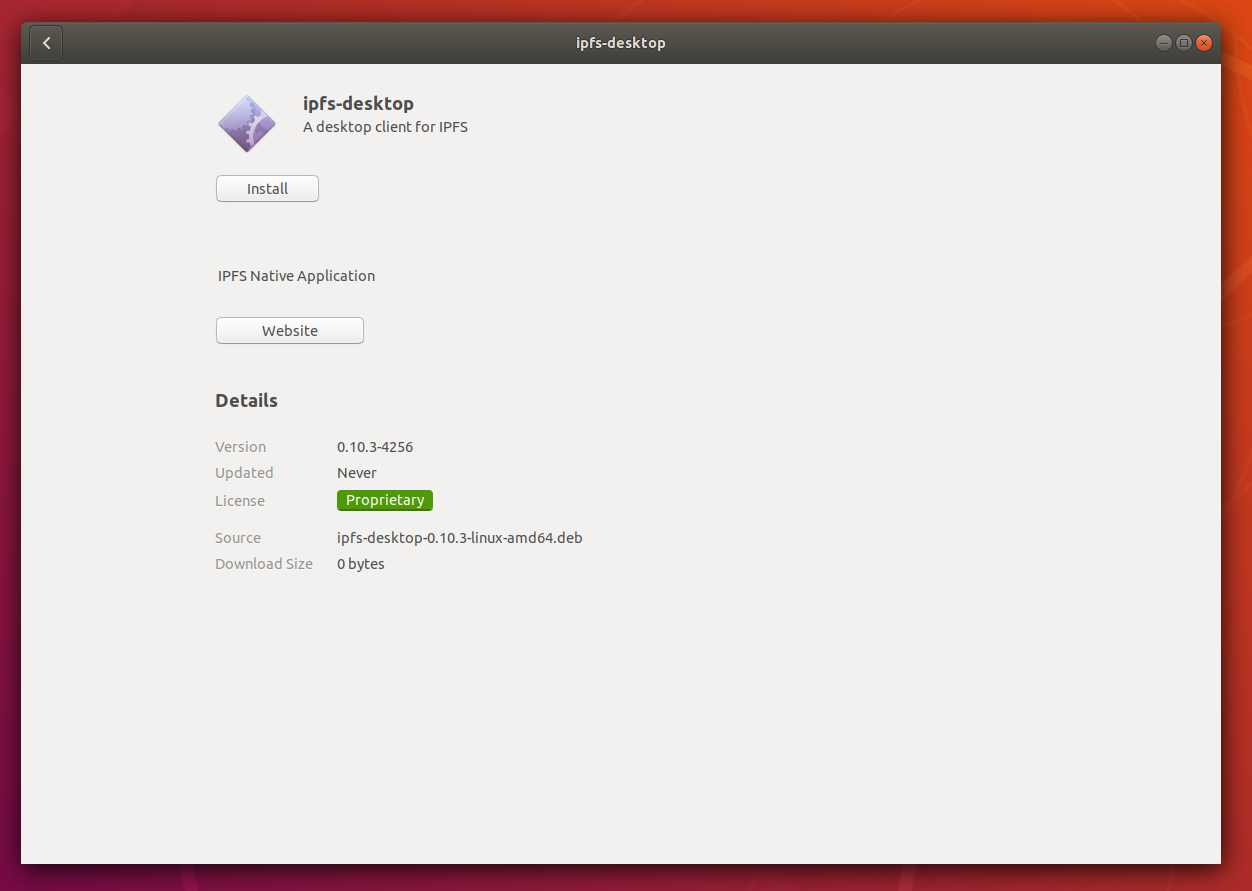 ipfs-desktop
ipfs-desktop
A desktop client for IPFS
Install
IPFS Native Application
Website
Details
Version 0.10.3-4256
Updated Never
License Proprietary
Source ipfs-desktop-0.10.3-linux-amd64.deb
Download Size 0 bytes